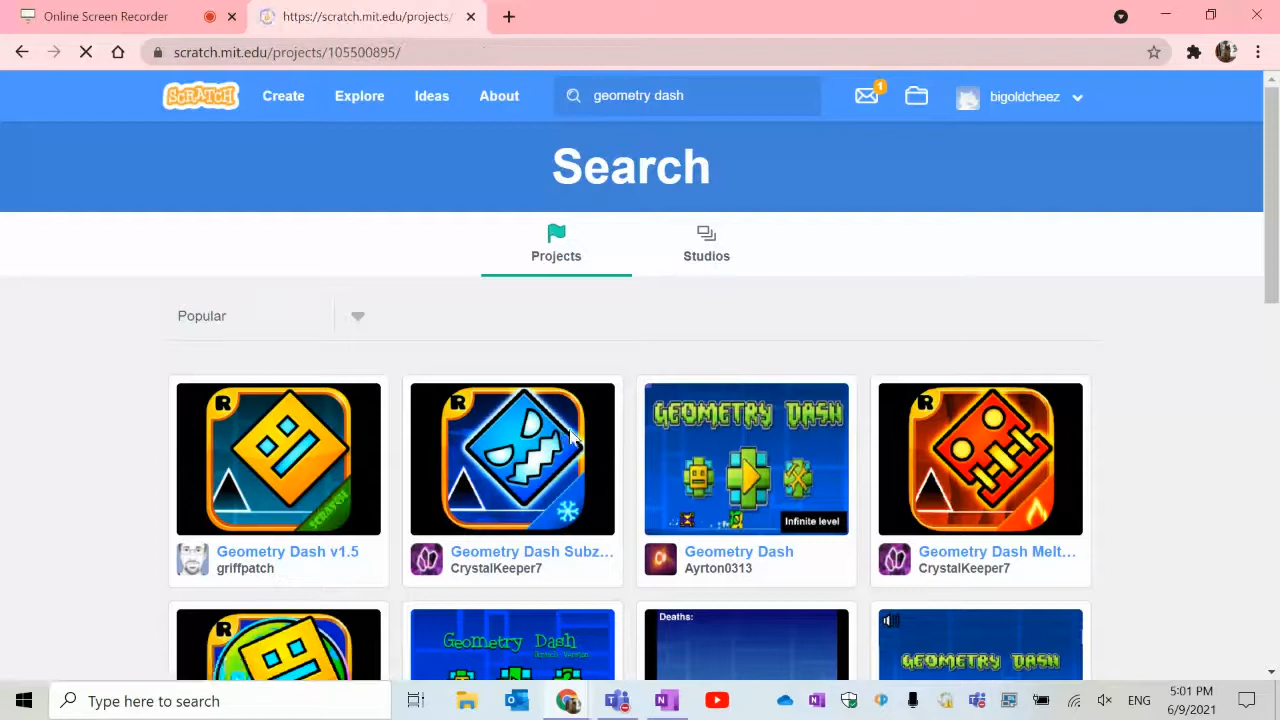 Online Screen Recorder
https://scratch.mit.edu/projects/
scratch.mit.edu/projects/105500895/
SCRATCH
Create
Explore
Ideas
About
geometry dash
1
bigoldcheez
Search
Projects
Studios
Popular
R
SCRATCH
Geometry Dash v1.5
griffpatch
R
Geometry Dash Subz...
CrystalKeeper7
GEOMETRY DASH
Infinite level
Geometry Dash
Ayrton0313
R
Geometry Dash Melt...
CrystalKeeper7
R
Geometry Dash
Deaths:
GEOMETRY DASH
Type here to search
ENG
5:01 PM
6/9/2021